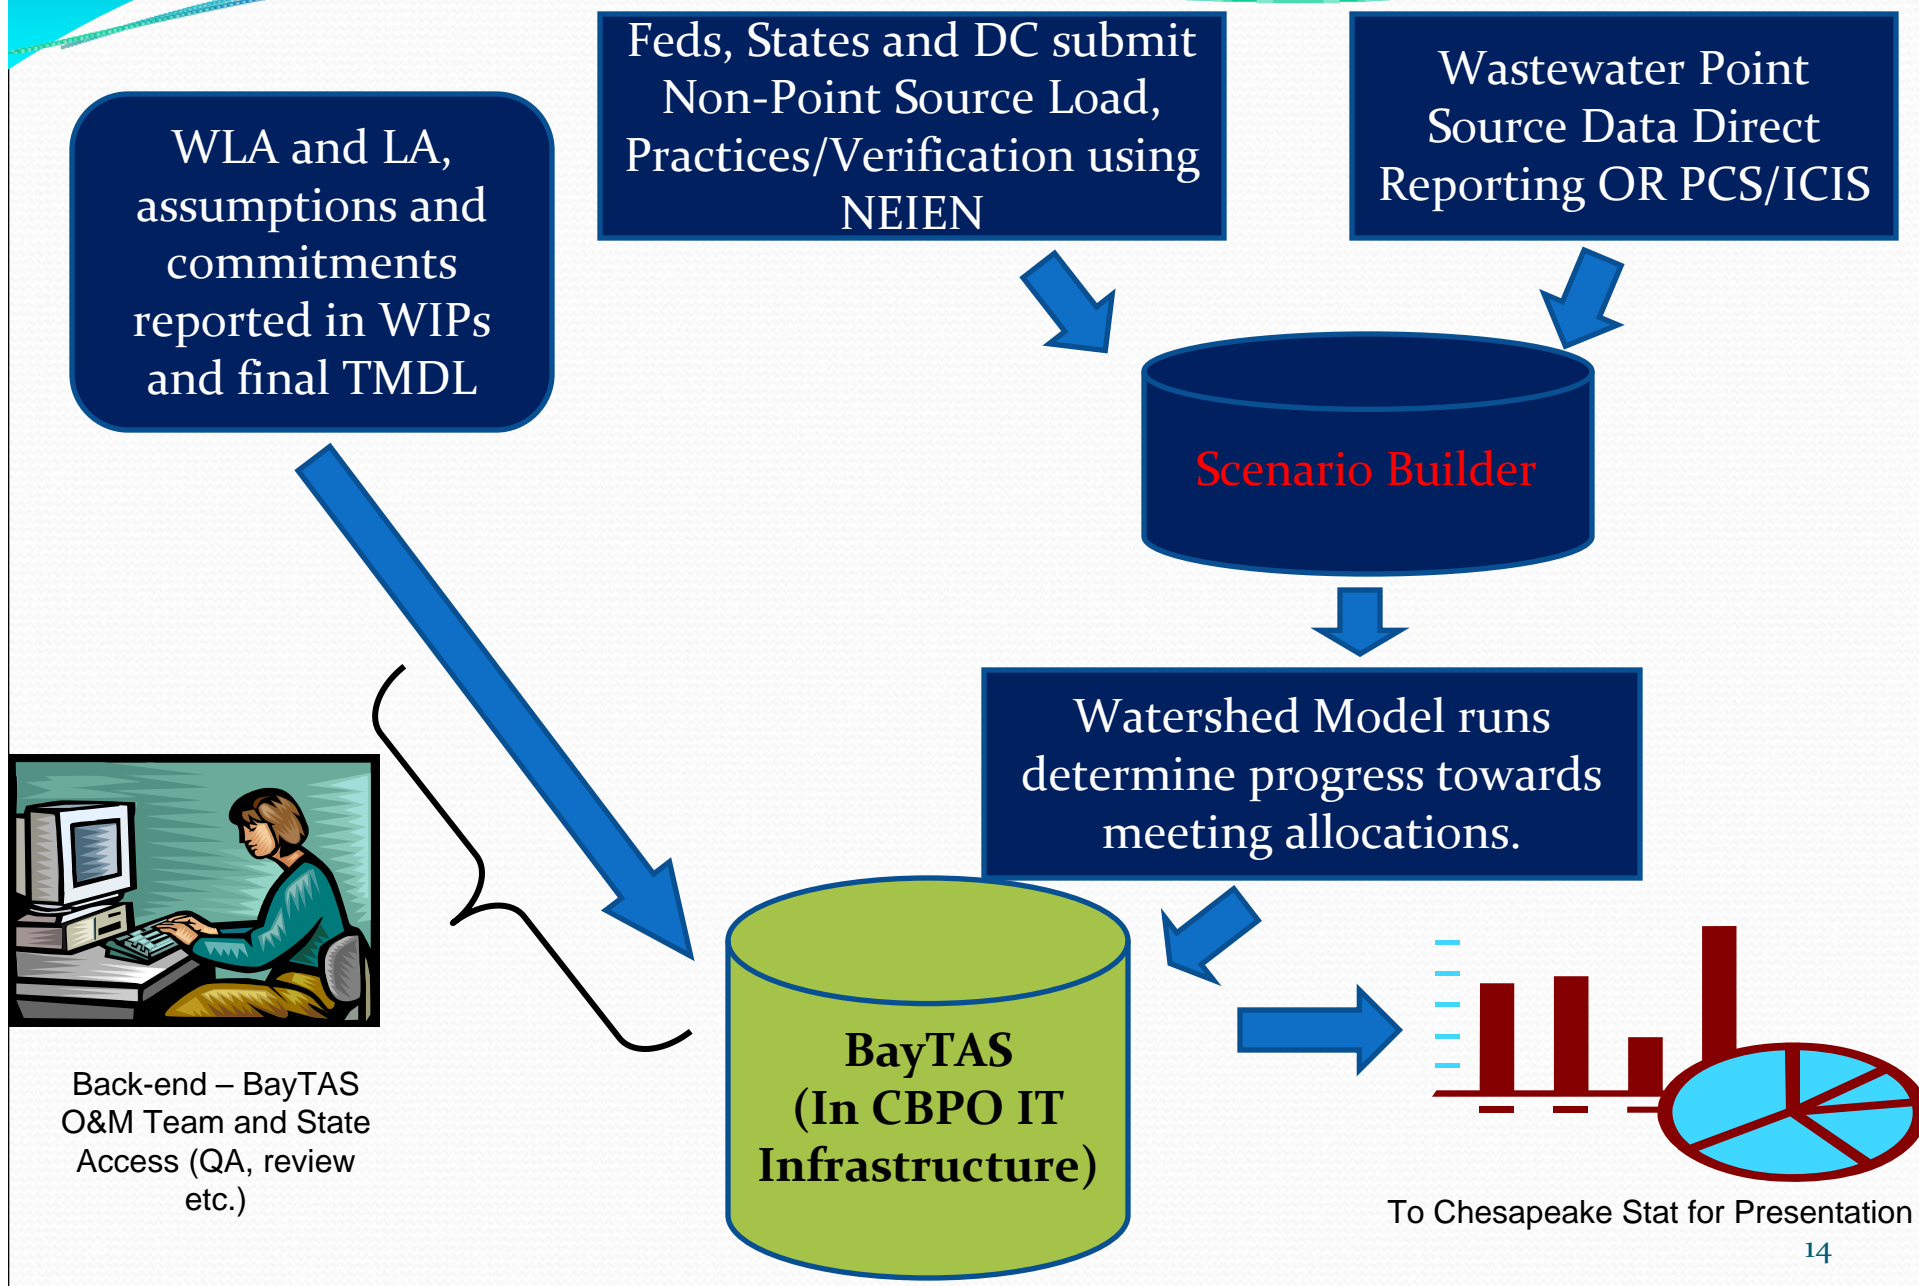 Feds, States and DC submit
Non-Point Source Load,
Practices/Verification using
NEIEN
Wastewater Point
Source Data Direct
Reporting OR PCS/ICIS
WLA and LA,
assumptions and
commitments
reported in WIPs
and final TMDL
Scenario Builder
Watershed Model runs
determine progress towards
meeting allocations.
BayTAS
(In CBPO IT
Infrastructure)
Back-end – BayTAS
O&M Team and State
Access (QA, review
etc.)
To Chesapeake Stat for Presentation
14